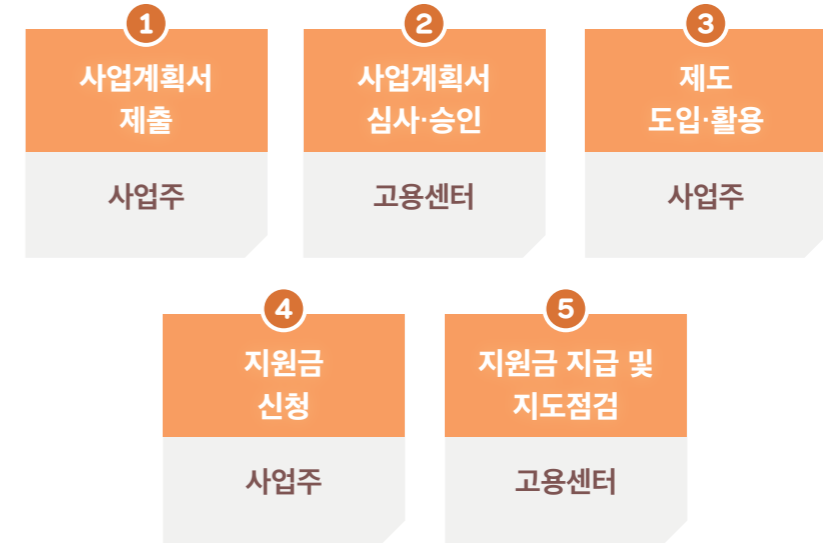 1
사업계획서
제출
사업주
2
사업계획서
심사·승인
고용센터
3
제도
도입·활용
사업주
4
지원금
신청
사업주
5
지원금 지급 및
지도점검
고용센터